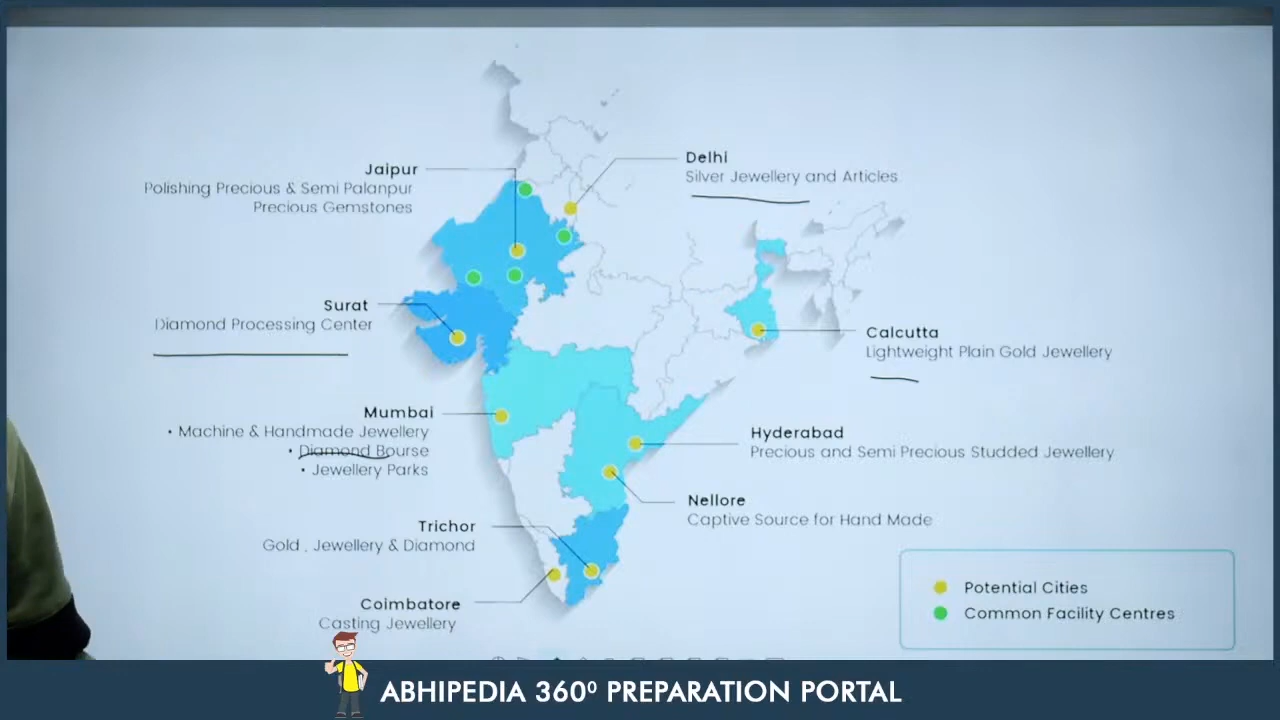 Jaipur
Polishing Precious & Semi Palanpur
Precious Gemstones
Delhi
Silver Jewellery and Articles
Surat
Diamond Processing Center
Calcutta
Lightweight Plain Gold Jewellery
Mumbai
• Machine & Handmade Jewellery
• Diamond Bourse
• Jewellery Parks
Hyderabad
Precious and Semi Precious Studded Jewellery
Nellore
Captive Source for Hand Made
Trichor
Gold , Jewellery & Diamond
Coimbatore
Casting Jewellery
Potential Cities
Common Facility Centres
ABHIPEDIA 360⁰ PREPARATION PORTAL